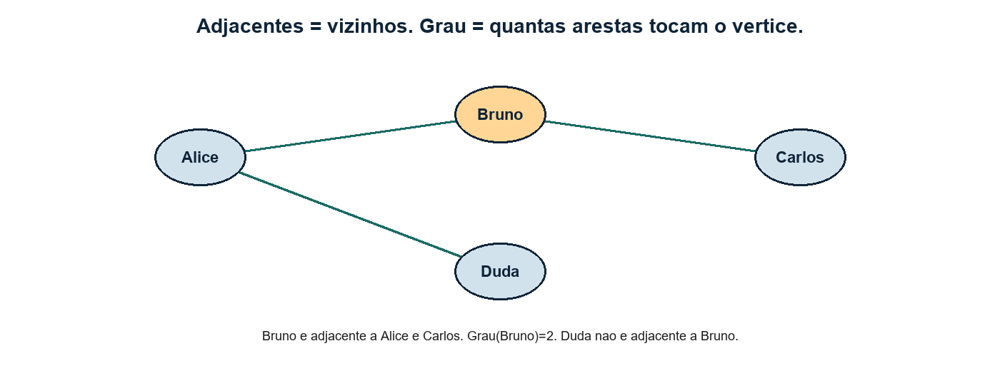 Adjacentes = vizinhos. Grau = quantas arestas tocam o vertice.
Bruno
Alice
Carlos
Duda
Bruno e adjacente a Alice e Carlos. Grau(Bruno)=2. Duda nao e adjacente a Bruno.